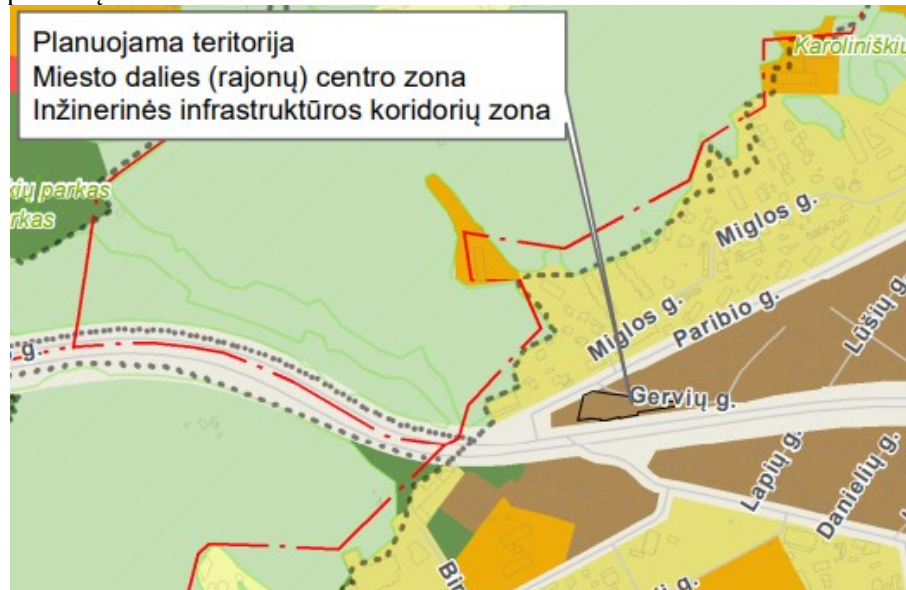 Planuojama teritorija
Miesto dalies (rajonų) centro zona
Inžinerinės infrastruktūros koridorių zona
Karoliniškių
parkas
Miglos g.
Miglos g.
Paribio g.
Lūšių g.
g.
Gervių g.
Lapių g.
Danielių g.
g.